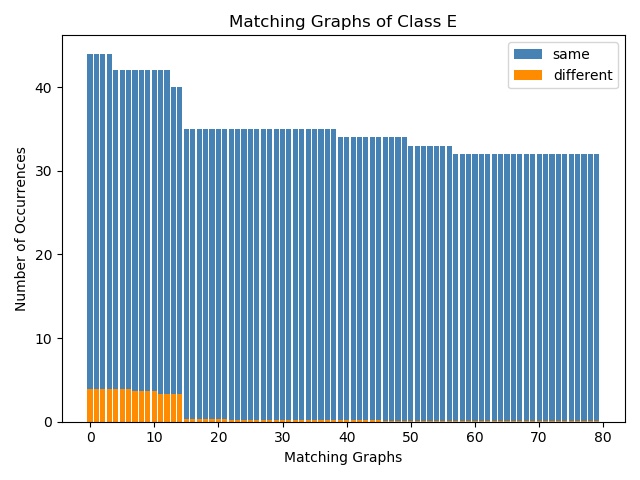 Matching Graphs of Class E
same
different
Number of Occurrences
40
30
20
10
0
0 10 20 30 40 50 60 70 80
Matching Graphs